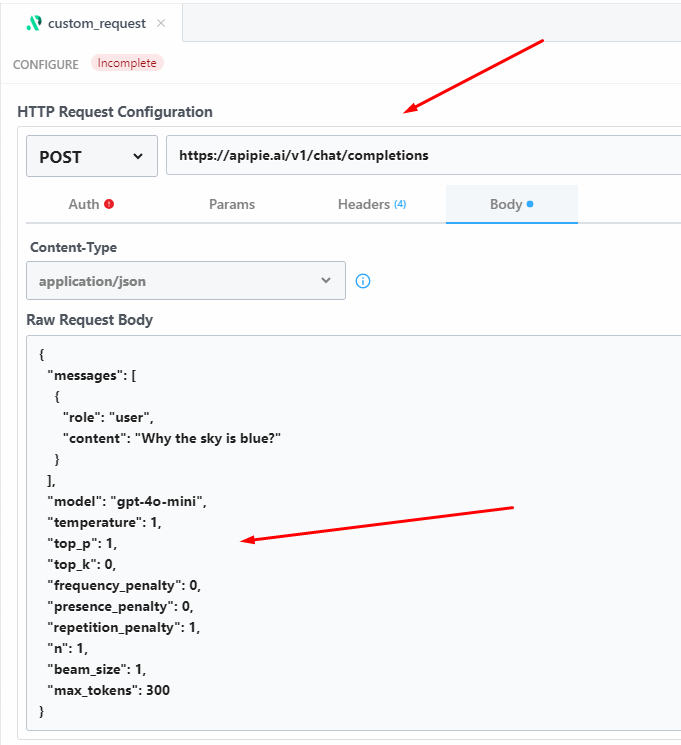 custom_request ×
CONFIGURE Incomplete
HTTP Request Configuration
POST https://apipie.ai/v1/chat/completions
Auth Params Headers (4) Body
Content-Type
application/json
Raw Request Body
{
"messages": [
{
"role": "user",
"content": "Why the sky is blue?"
}
],
"model": "gpt-4o-mini",
"temperature": 1,
"top_p": 1,
"top_k": 0,
"frequency_penalty": 0,
"presence_penalty": 0,
"repetition_penalty": 1,
"n": 1,
"beam_size": 1,
"max_tokens": 300
}